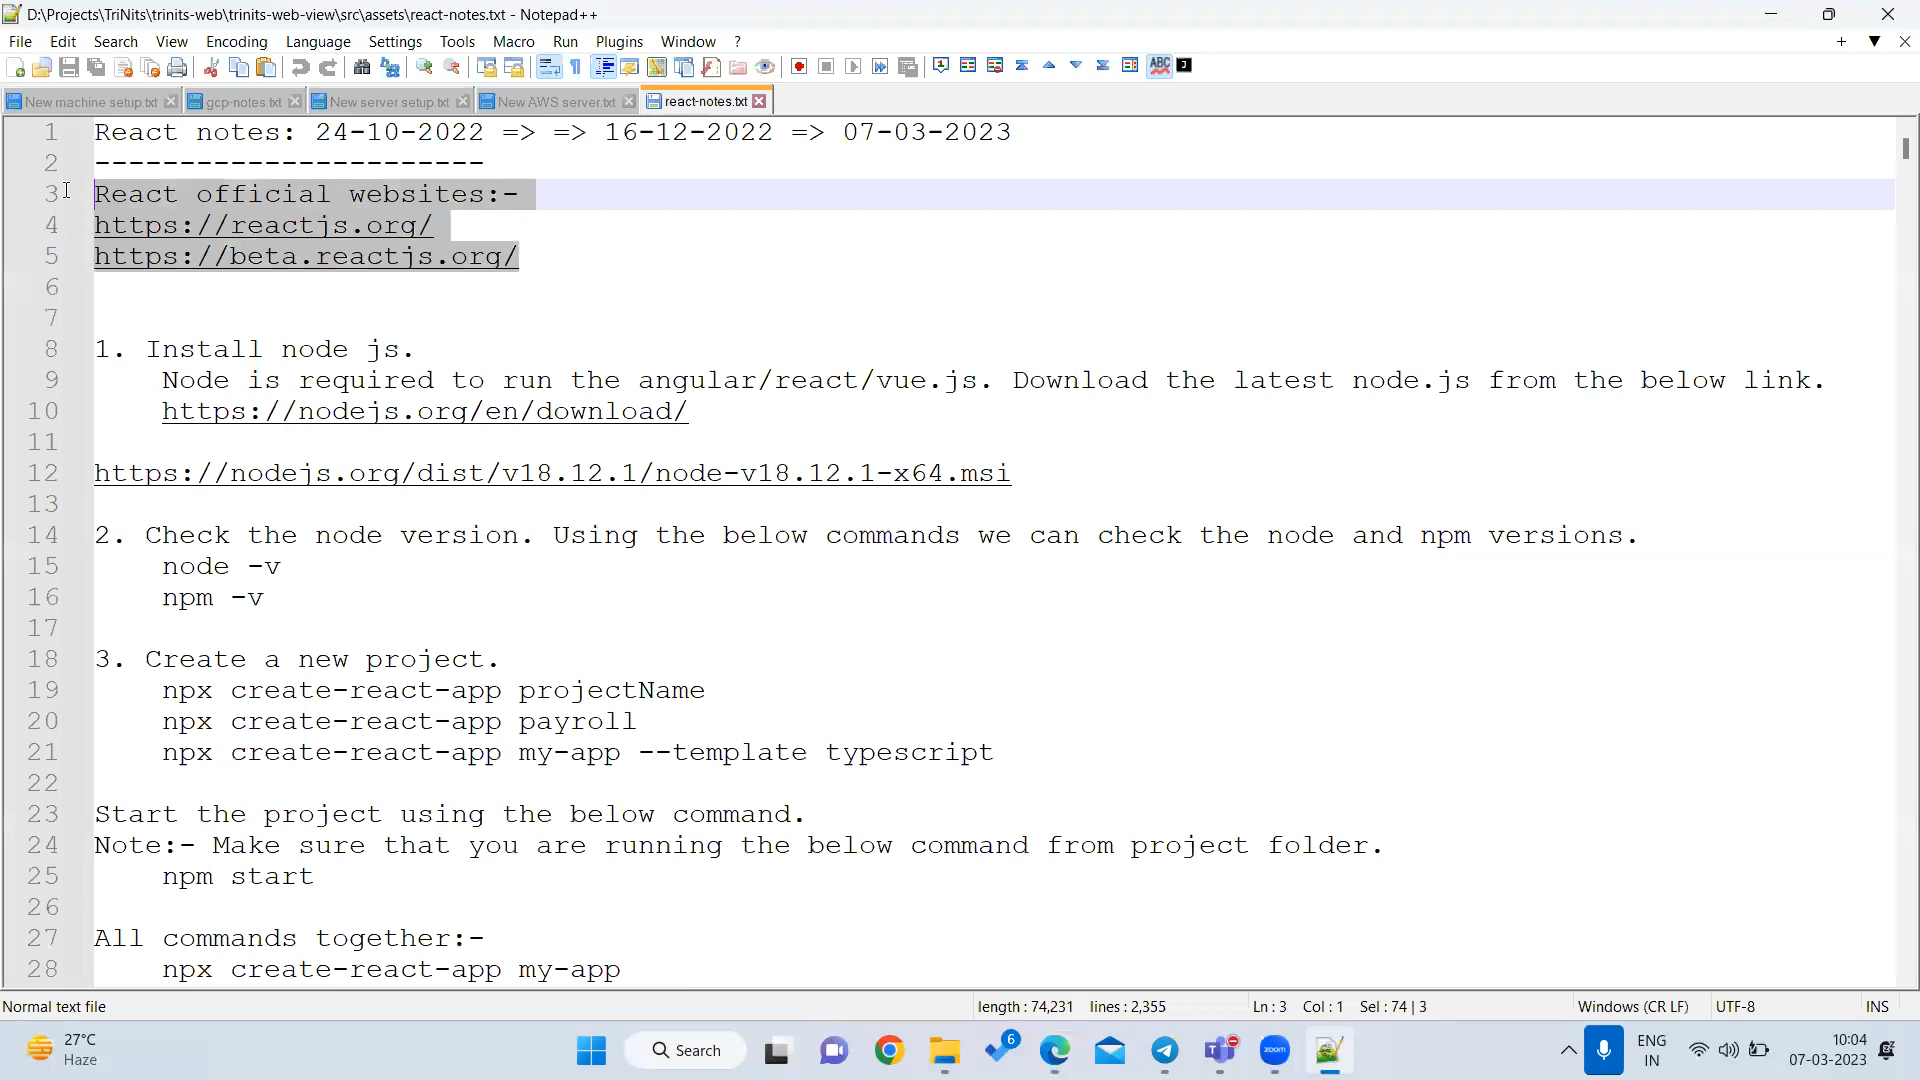 D:\Projects\TriNits\trinits-web\trinits-web-view\src\assets\react-notes.txt - Notepad++
File Edit Search View Encoding Language Settings Tools Macro Run Plugins Window ?
New machine setup.txt gcp-notes.txt New server setup.txt New AWS server.txt react-notes.txt
1 React notes: 24-10-2022 => => 16-12-2022 => 07-03-2023
2 -----------------------
3 React official websites:-
4 https://reactjs.org/
5 https://beta.reactjs.org/
6
7
8 1. Install node js.
9 Node is required to run the angular/react/vue.js. Download the latest node.js from the below link.
10 https://nodejs.org/en/download/
11
12 https://nodejs.org/dist/v18.12.1/node-v18.12.1-x64.msi
13
14 2. Check the node version. Using the below commands we can check the node and npm versions.
15 node -v
16 npm -v
17
18 3. Create a new project.
19 npx create-react-app projectName
20 npx create-react-app payroll
21 npx create-react-app my-app --template typescript
22
23 Start the project using the below command.
24 Note:- Make sure that you are running the below command from project folder.
25 npm start
26
27 All commands together:-
28 npx create-react-app my-app
Normal text file length : 74,231 lines : 2,355 Ln : 3 Col : 1 Sel : 74 | 3 Windows (CR LF) UTF-8 INS
27°C
Haze
Search
6
zoom
ENG
IN
10:04
07-03-2023